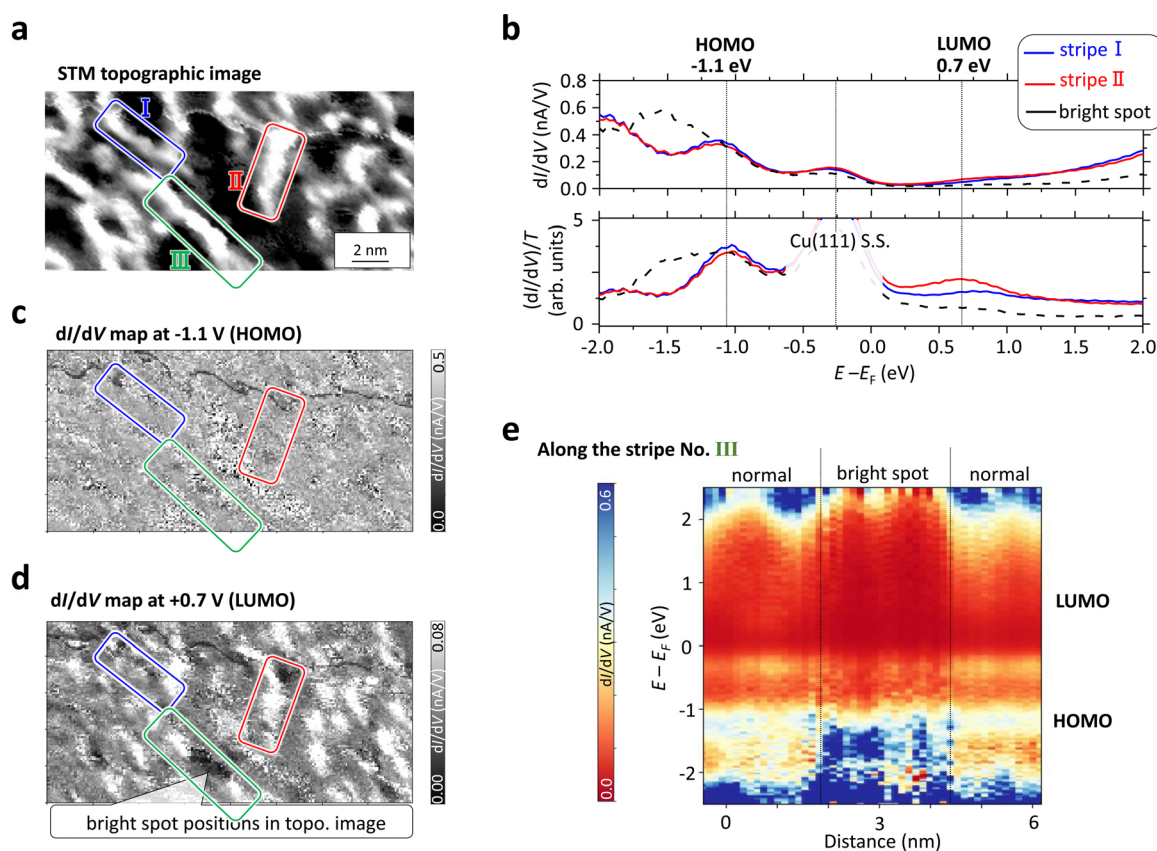 a
STM topographic image
I
II
III
2 nm
b
HOMO
-1.1 eV
LUMO
0.7 eV
stripe I
stripe II
bright spot
dI/dV (nA/V)
0.8
0.6
0.4
0.2
0.0
(dI/dV)/T
(arb. units)
5
0
Cu(111) S.S.
-2.0 -1.5 -1.0 -0.5 0.0 0.5 1.0 1.5 2.0
E −E_F (eV)
c
dI/dV map at -1.1 V (HOMO)
0.5
dI/dV (nA/V)
0.0
d
dI/dV map at +0.7 V (LUMO)
0.08
dI/dV (nA/V)
0.00
bright spot positions in topo. image
e
Along the stripe No. III
normal bright spot normal
0.6
dI/dV (nA/V)
0.0
E − E_F (eV)
2
1
0
-1
-2
LUMO
HOMO
0 3 6
Distance (nm)